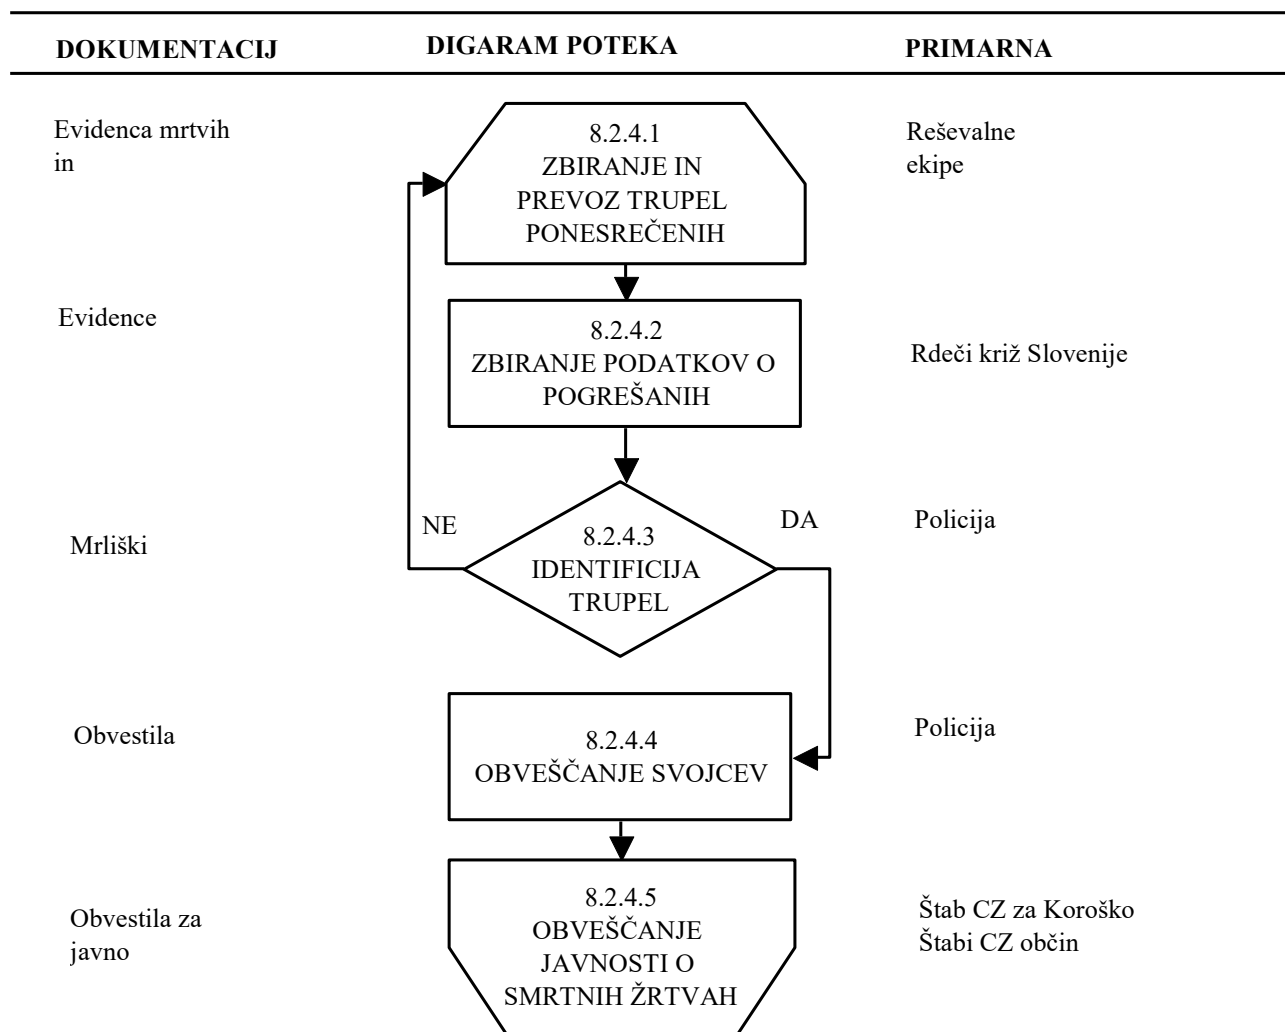 DOKUMENTACIJ
DIGARAM POTEKA
PRIMARNA
Evidenca mrtvih
in
8.2.4.1
ZBIRANJE IN
PREVOZ TRUPEL
PONESREČENIH
Reševalne
ekipe
Evidence
8.2.4.2
ZBIRANJE PODATKOV O
POGREŠANIH
Rdeči križ Slovenije
Mrliški
NE
8.2.4.3
IDENTIFICIJA
TRUPEL
DA
Policija
Obvestila
8.2.4.4
OBVEŠČANJE SVOJCEV
Policija
Obvestila za
javno
8.2.4.5
OBVEŠČANJE
JAVNOSTI O
SMRTNIH ŽRTVAH
Štab CZ za Koroško
Štabi CZ občin